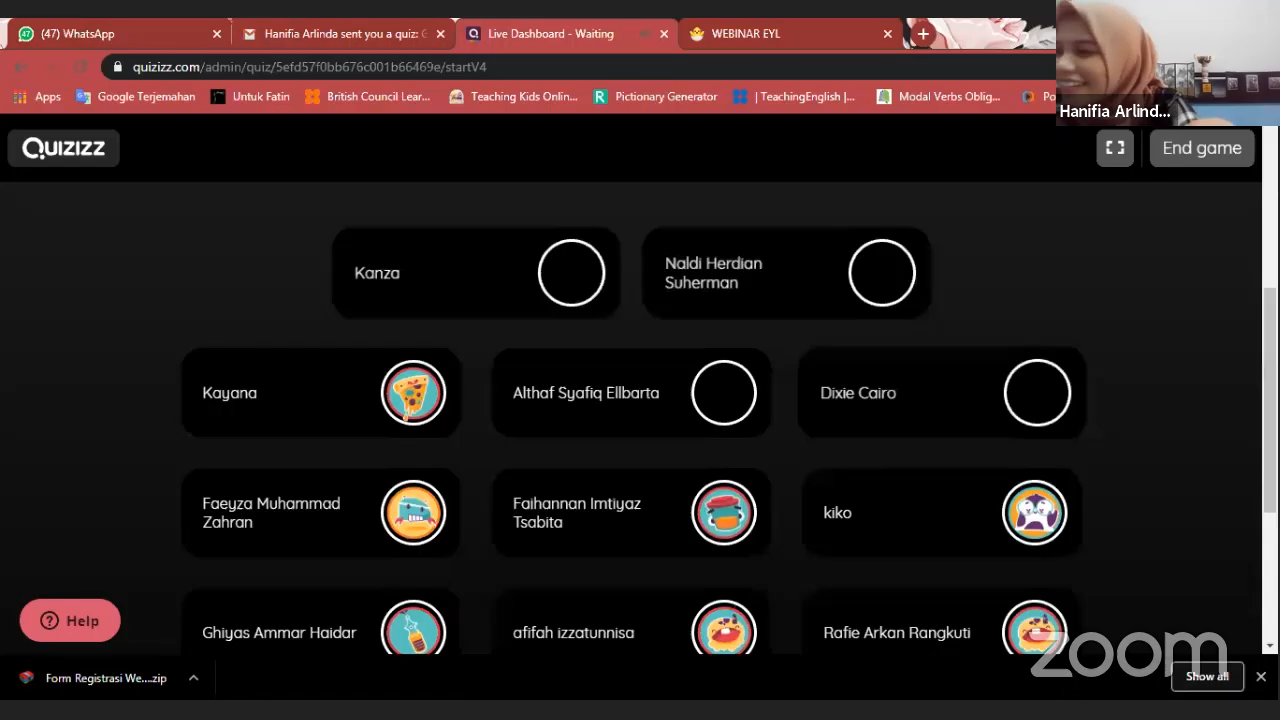 (47) WhatsApp
Hanifia Arlinda sent you a quiz: G
Live Dashboard - Waiting
WEBINAR EYL
quizizz.com/admin/quiz/5efd57f0bb676c001b66469e/startV4
Apps
Google Terjemahan
Untuk Fatin
British Council Lear...
Teaching Kids Onlin...
Pictionary Generator
| TeachingEnglish |...
Modal Verbs Oblig...
Po
Hanifia Arlind...
Quizizz
End game
Kanza
Naldi Herdian
Suherman
Kayana
Althaf Syafiq Ellbarta
Dixie Cairo
Faeyza Muhammad
Zahran
Faihannan Imtiyaz
Tsabita
kiko
Help
Ghiyas Ammar Haidar
afifah izzatunnisa
Rafie Arkan Rangkuti
zoom
Form Registrasi We....zip
Show all